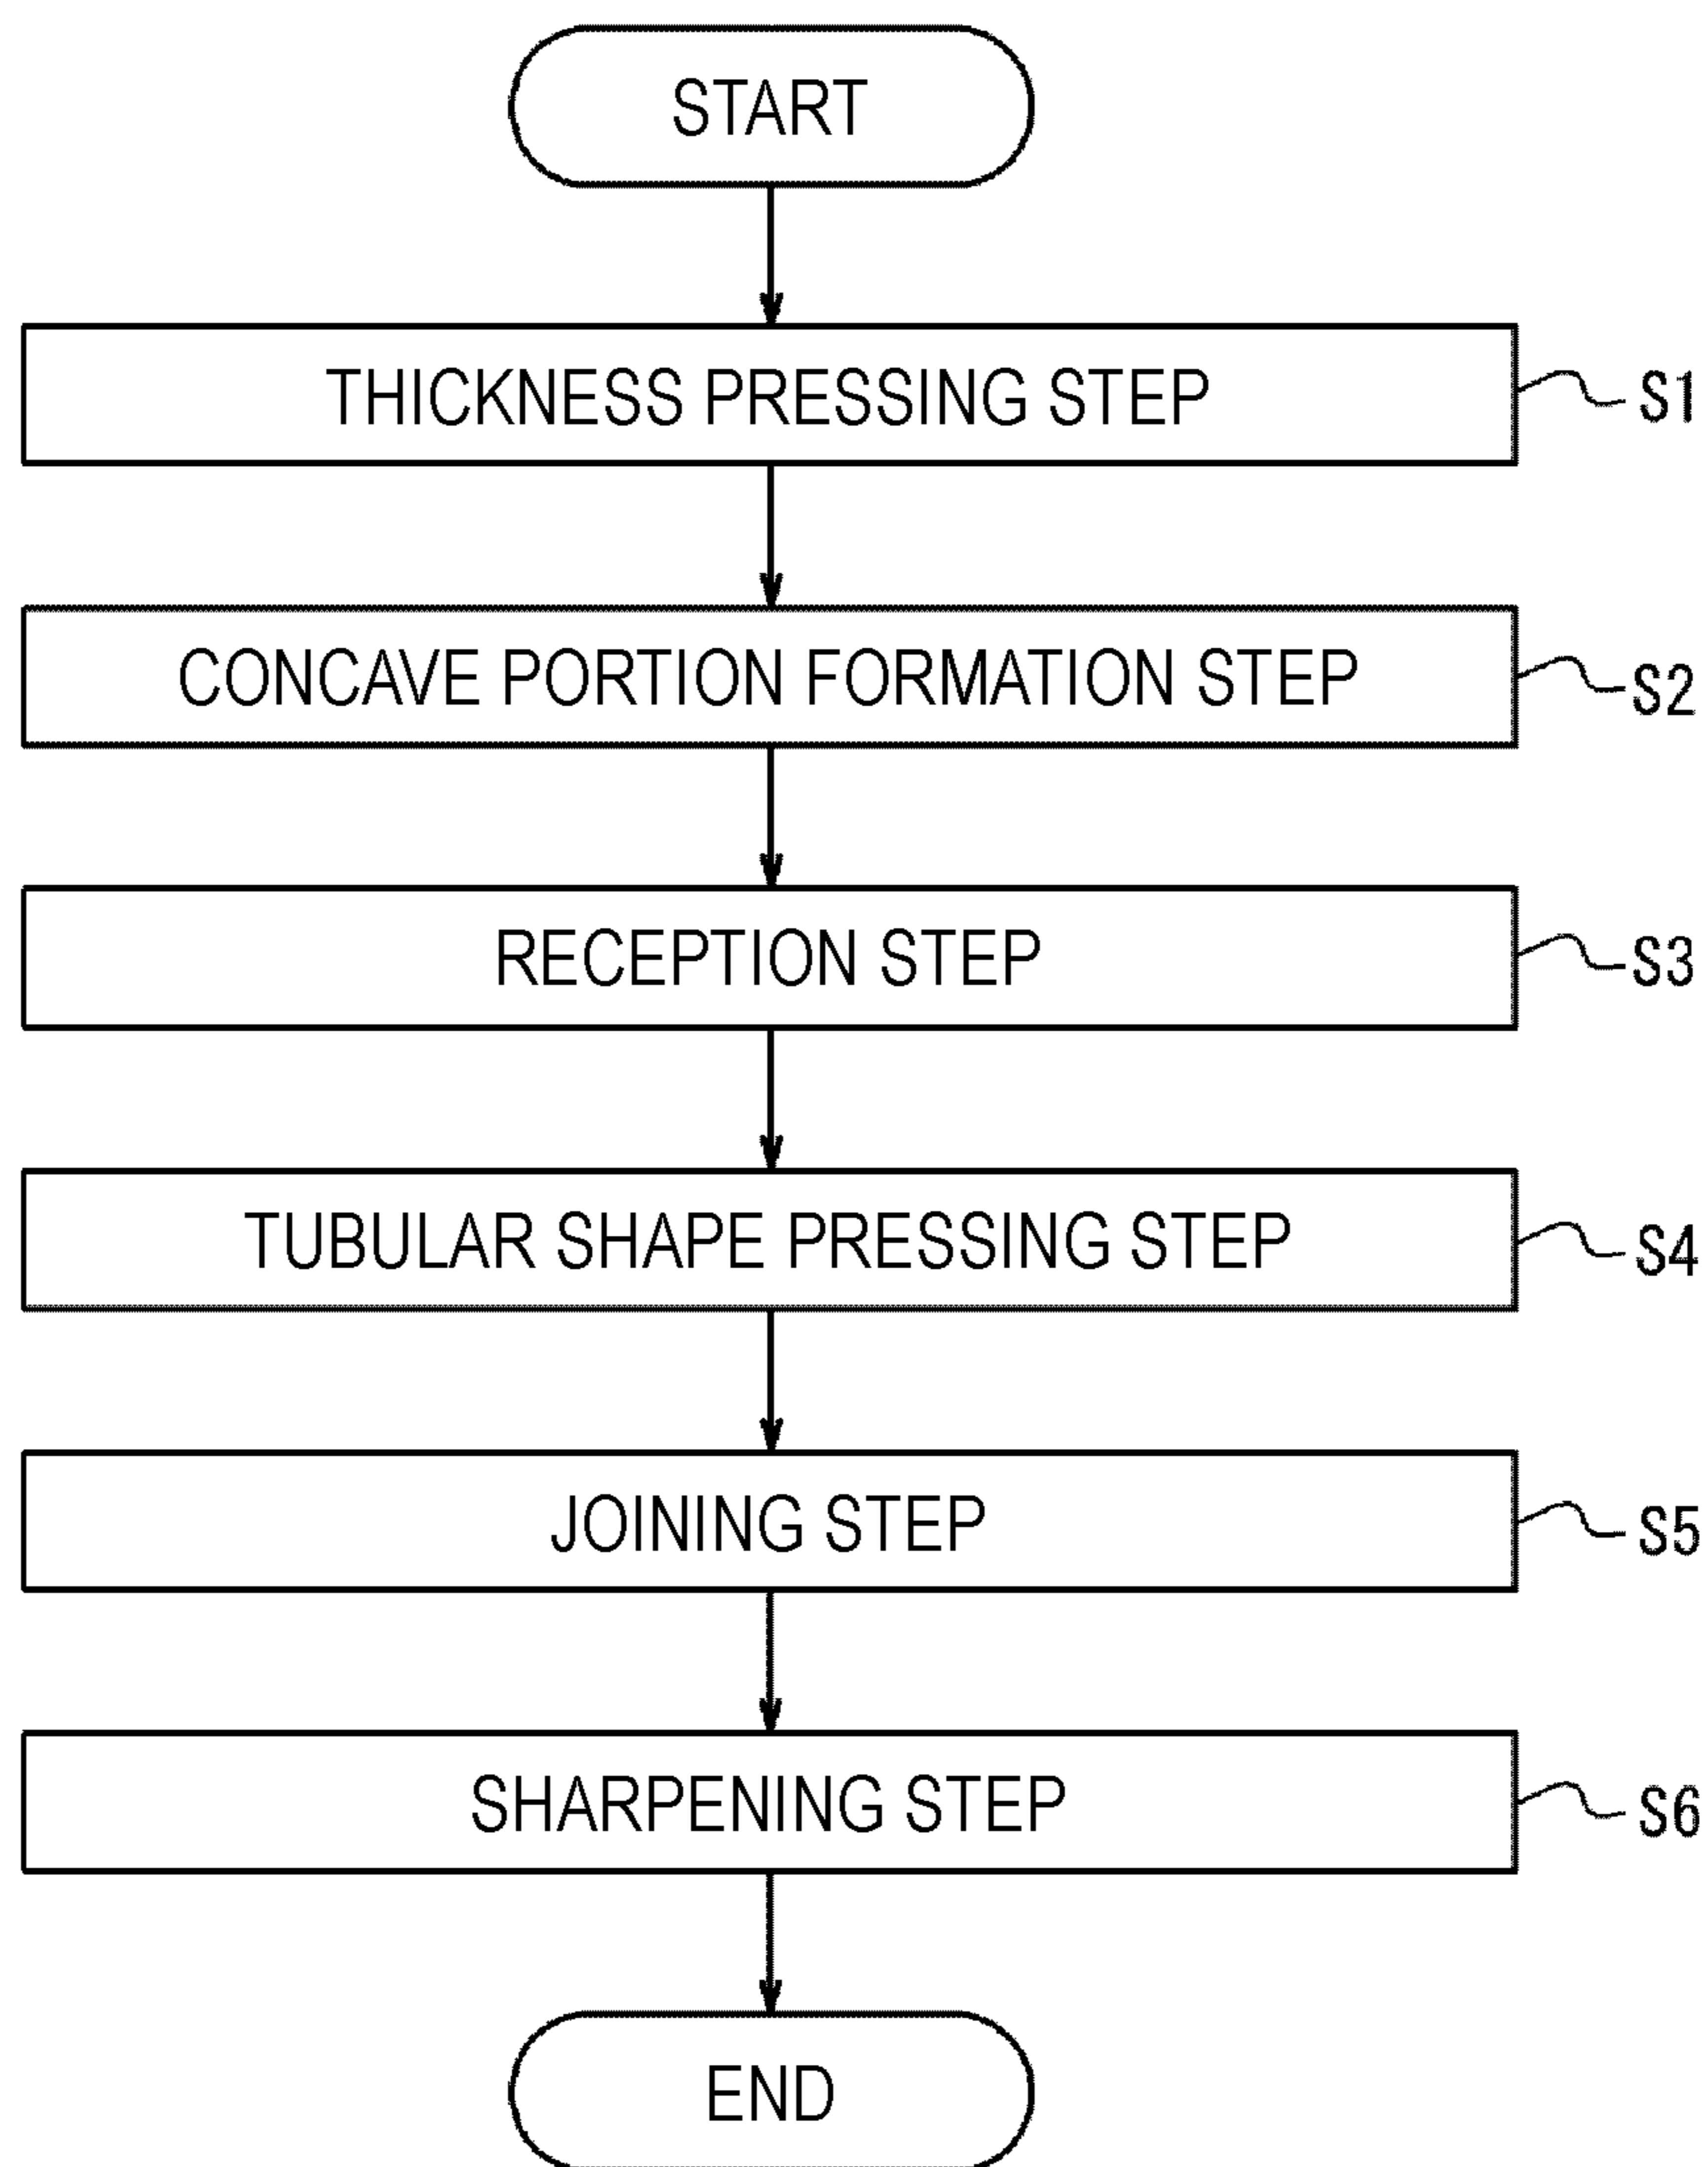 START
THICKNESS PRESSING STEP S1
CONCAVE PORTION FORMATION STEP S2
RECEPTION STEP S3
TUBULAR SHAPE PRESSING STEP S4
JOINING STEP S5
SHARPENING STEP S6
END